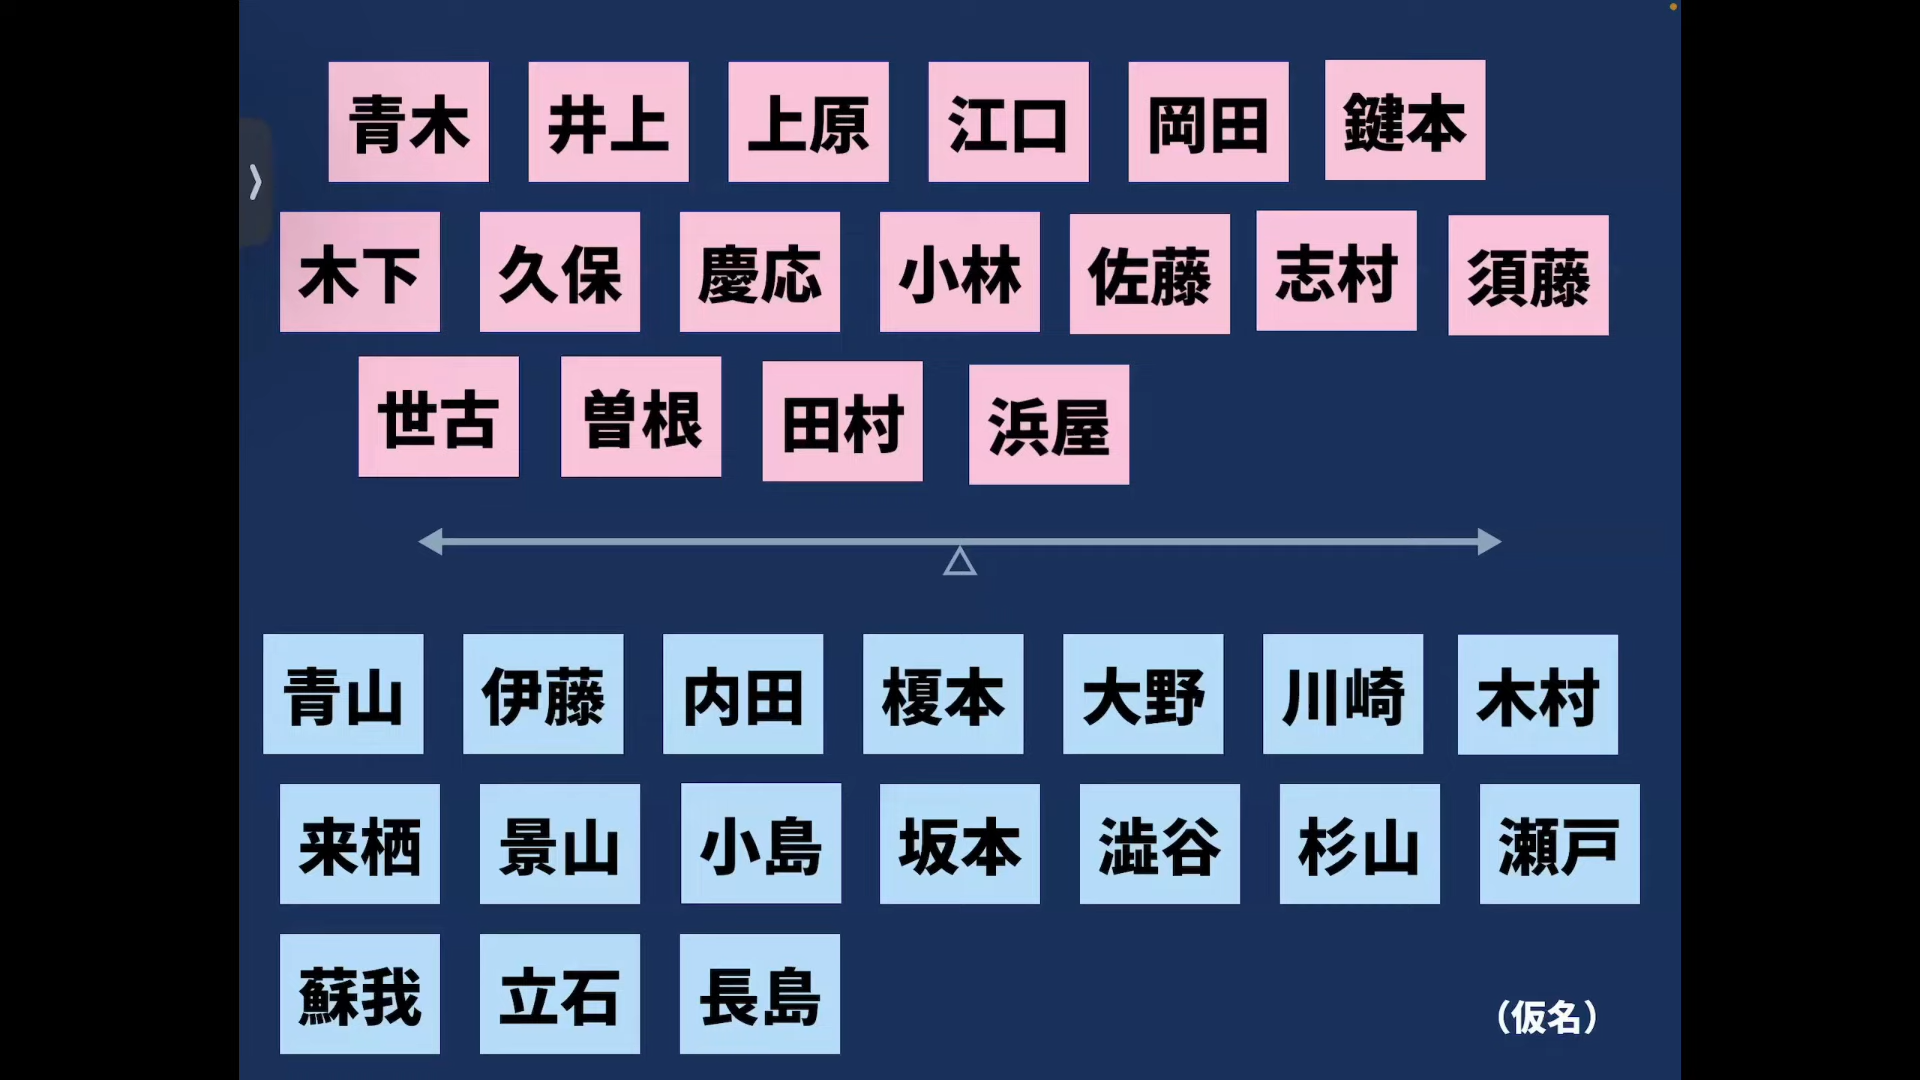 青木 井上 上原 江口 岡田 鍵本
木下 久保 慶応 小林 佐藤 志村 須藤
世古 曽根 田村 浜屋
青山 伊藤 内田 榎本 大野 川崎 木村
来栖 景山 小島 坂本 澁谷 杉山 瀬戸
蘇我 立石 長島
（仮名）